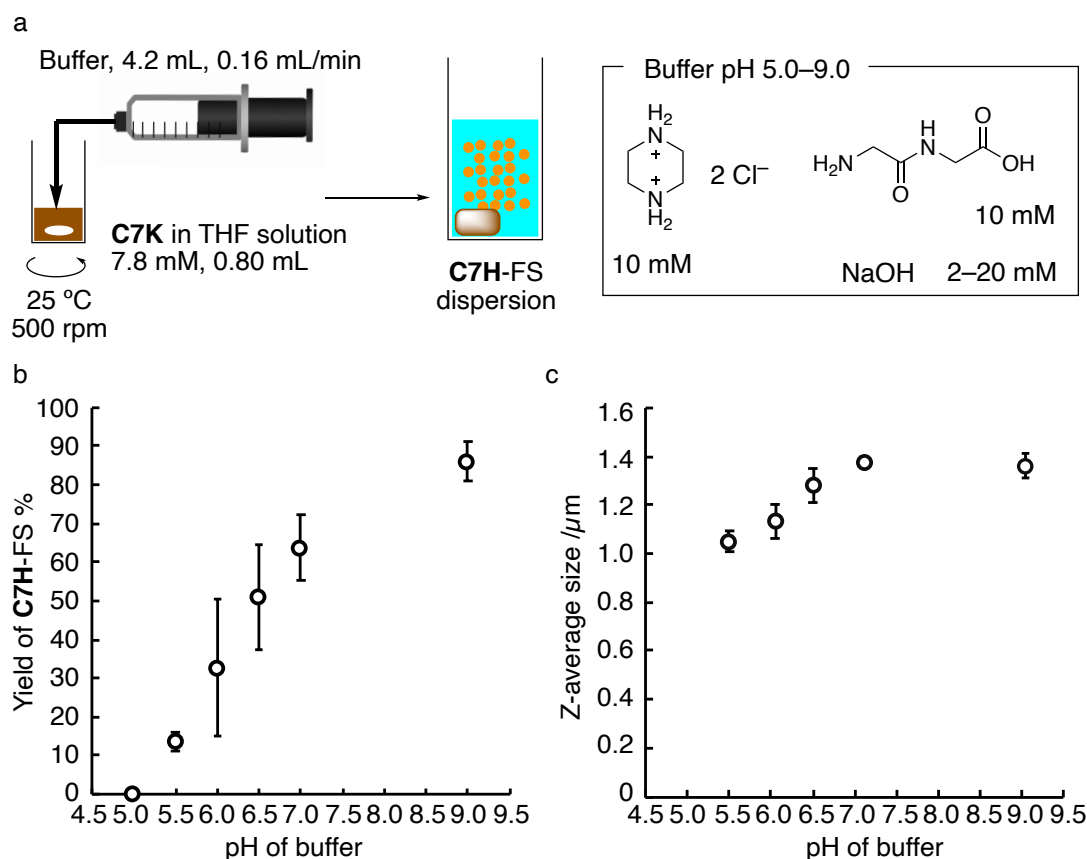 a
Buffer, 4.2 mL, 0.16 mL/min
C7K in THF solution
7.8 mM, 0.80 mL
25 ºC
500 rpm
C7H-FS
dispersion
Buffer pH 5.0–9.0
H2
N
+
+
N
H2
2 Cl–
10 mM
H2N
O
H
N
O
OH
10 mM
NaOH 2–20 mM
b
Yield of C7H-FS %
100
90
80
70
60
50
40
30
20
10
0
4.5 5.0 5.5 6.0 6.5 7.0 7.5 8.0 8.5 9.0 9.5
pH of buffer
c
Z-average size /µm
1.6
1.4
1.2
1.0
0.8
0.6
0.4
0.2
0
4.5 5.0 5.5 6.0 6.5 7.0 7.5 8.0 8.5 9.0 9.5
pH of buffer